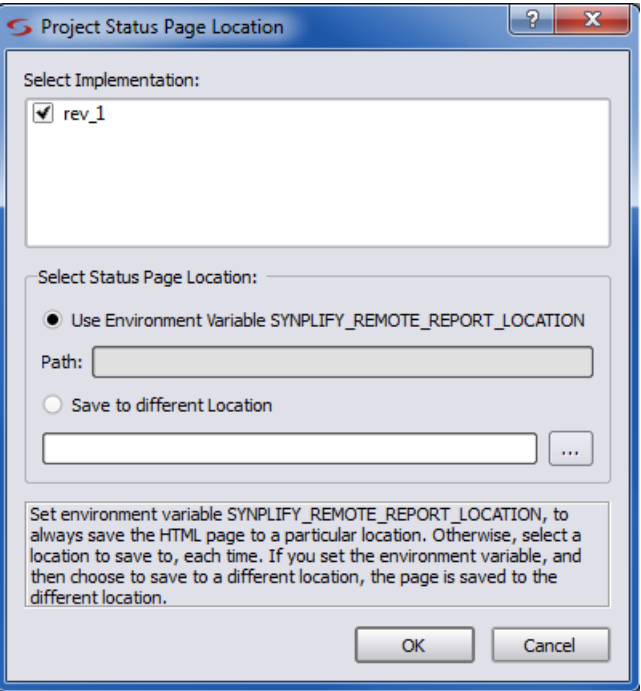 Project Status Page Location
?
x
Select Implementation:
rev_1
Select Status Page Location:
Use Environment Variable SYNPLIFY_REMOTE_REPORT_LOCATION
Path:
Save to different Location
...
Set environment variable SYNPLIFY_REMOTE_REPORT_LOCATION, to
always save the HTML page to a particular location. Otherwise, select a
location to save to, each time. If you set the environment variable, and
then choose to save to a different location, the page is saved to the
different location.
OK
Cancel